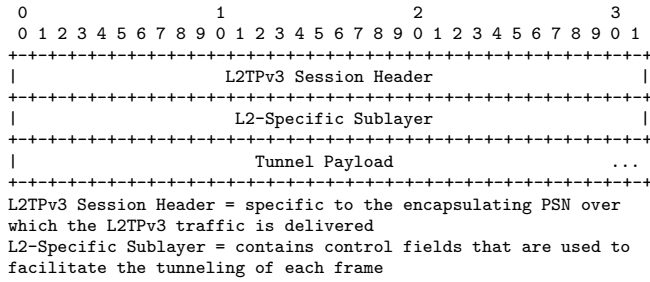 0                   1                   2                   3
0 1 2 3 4 5 6 7 8 9 0 1 2 3 4 5 6 7 8 9 0 1 2 3 4 5 6 7 8 9 0 1
+-+-+-+-+-+-+-+-+-+-+-+-+-+-+-+-+-+-+-+-+-+-+-+-+-+-+-+-+-+-+-+-+
| L2TPv3 Session Header |
+-+-+-+-+-+-+-+-+-+-+-+-+-+-+-+-+-+-+-+-+-+-+-+-+-+-+-+-+-+-+-+-+
| L2-Specific Sublayer |
+-+-+-+-+-+-+-+-+-+-+-+-+-+-+-+-+-+-+-+-+-+-+-+-+-+-+-+-+-+-+-+-+
| Tunnel Payload ...
+-+-+-+-+-+-+-+-+-+-+-+-+-+-+-+-+-+-+-+-+-+-+-+-+-+-+-+-+-+-+-+-+
L2TPv3 Session Header = specific to the encapsulating PSN over
which the L2TPv3 traffic is delivered
L2-Specific Sublayer = contains control fields that are used to
facilitate the tunneling of each frame